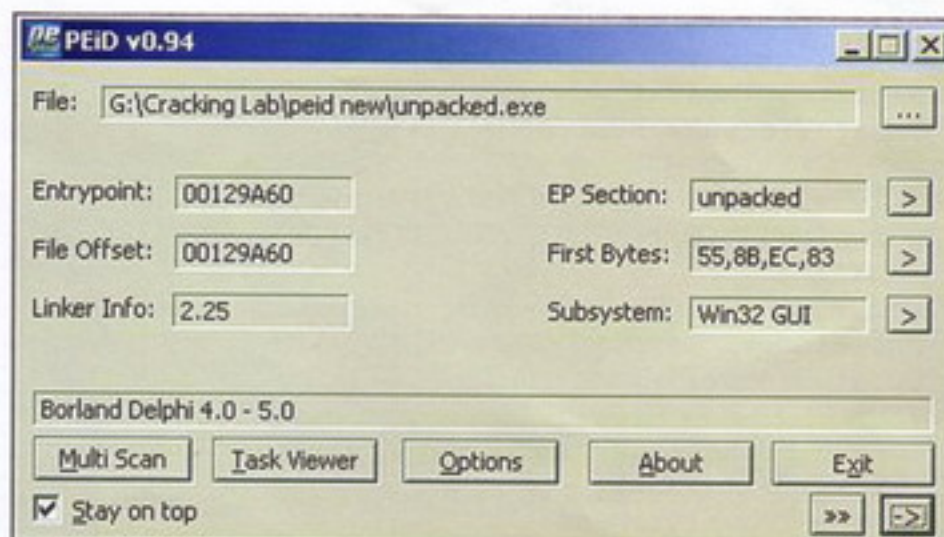 PEiD v0.94
File: G:\Cracking Lab\peid new\unpacked.exe ...
Entrypoint: 00129A60 EP Section: unpacked >
File Offset: 00129A60 First Bytes: 55,8B,EC,83 >
Linker Info: 2.25 Subsystem: Win32 GUI >
Borland Delphi 4.0 - 5.0
Multi Scan Task Viewer Options About Exit
Stay on top »» ->